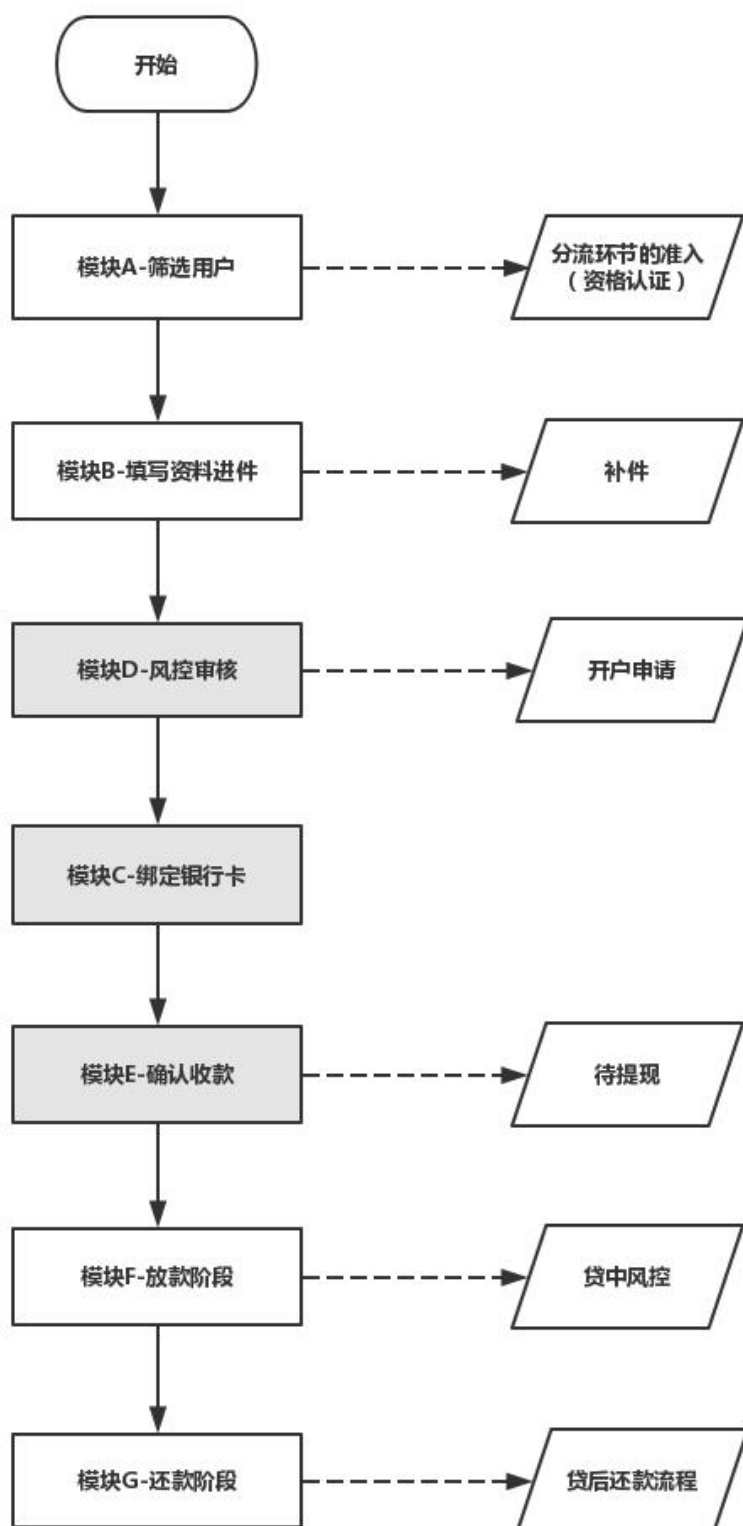 开始
模块A-筛选用户
分流环节的准入
（资格认证）
模块B-填写资料进件
补件
模块D-风控审核
开户申请
模块C-绑定银行卡
模块E-确认收款
待提现
模块F-放款阶段
贷中风控
模块G-还款阶段
贷后还款流程